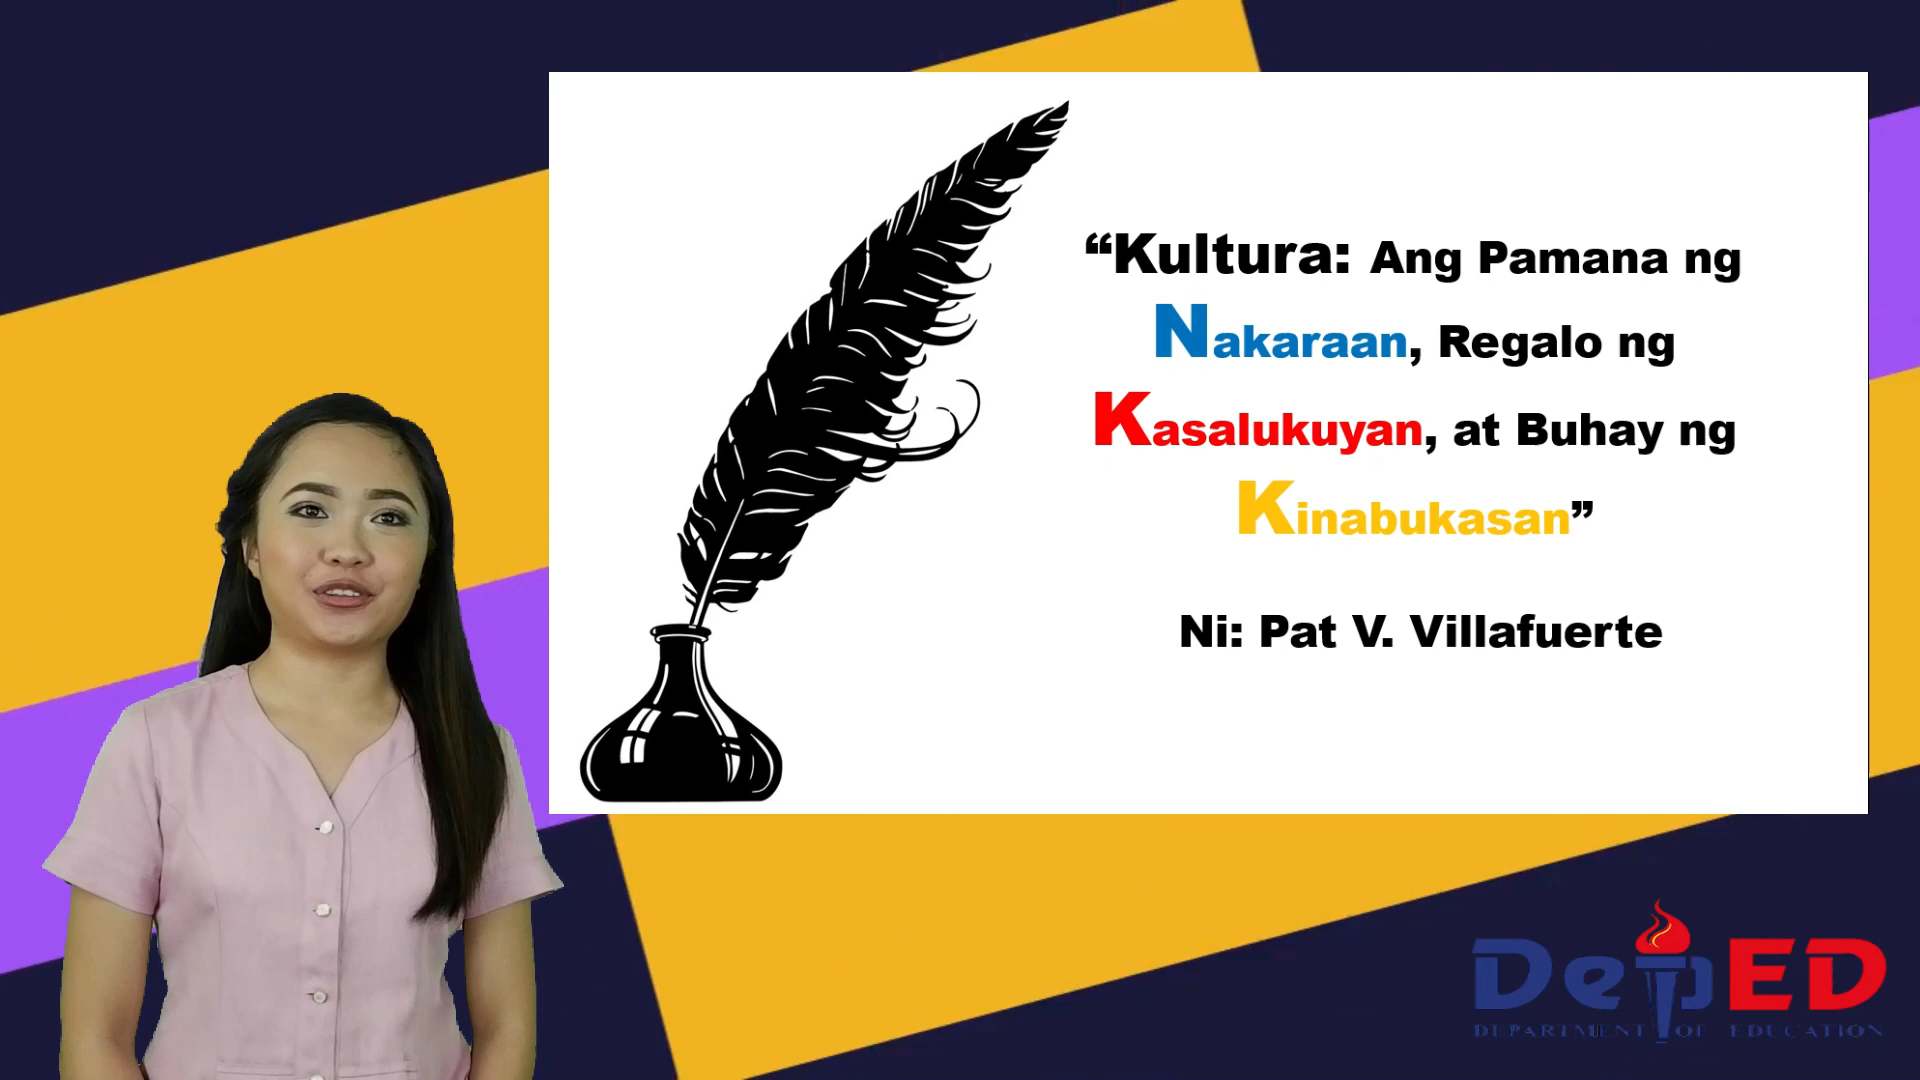 “Kultura: Ang Pamana ng
Nakaraan, Regalo ng
Kasalukuyan, at Buhay ng
Kinabukasan”
Ni: Pat V. Villafuerte
DepED
DEPARTMENT OF EDUCATION